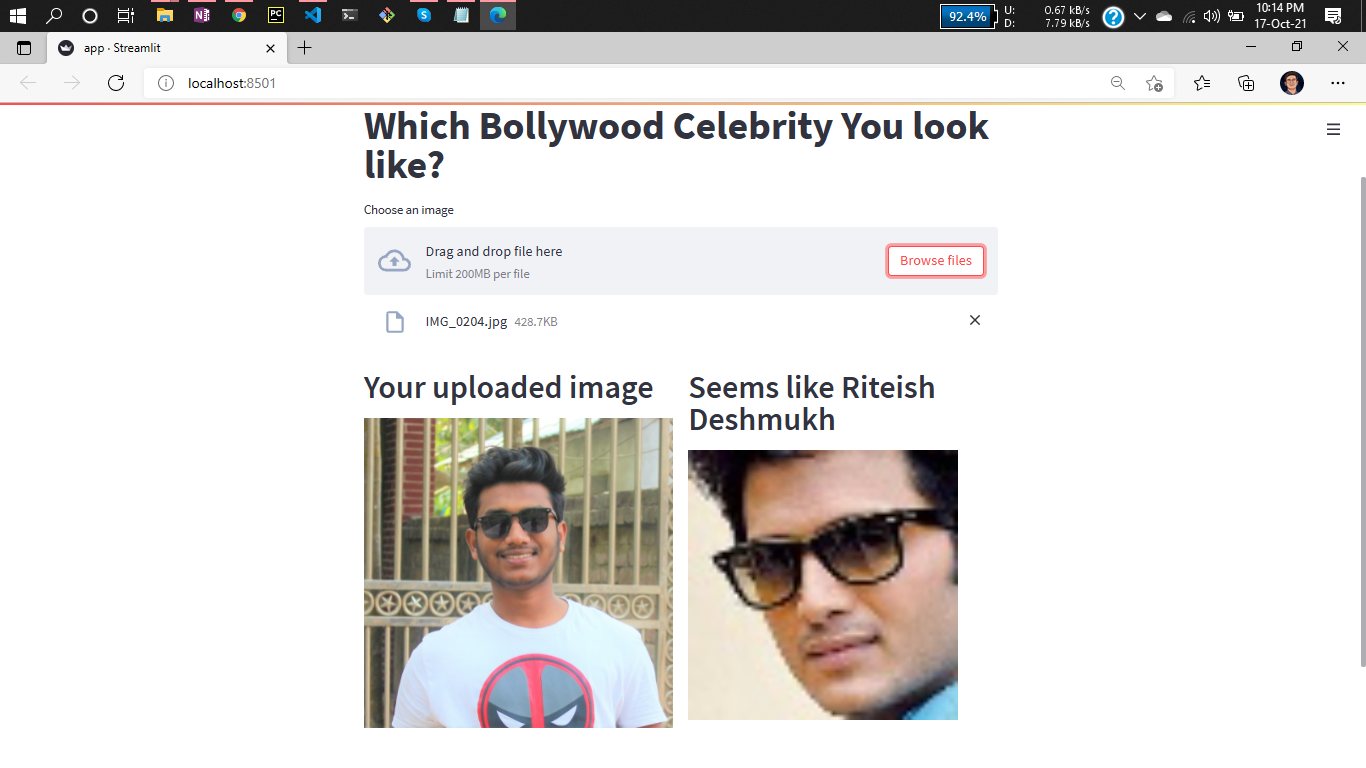 92.4%
U: 0.67 kB/s
D: 7.79 kB/s
10:14 PM
17-Oct-21
app · Streamlit
localhost:8501
Which Bollywood Celebrity You look
like?
Choose an image
Drag and drop file here
Limit 200MB per file
Browse files
IMG_0204.jpg 428.7KB
Your uploaded image
Seems like Riteish
Deshmukh